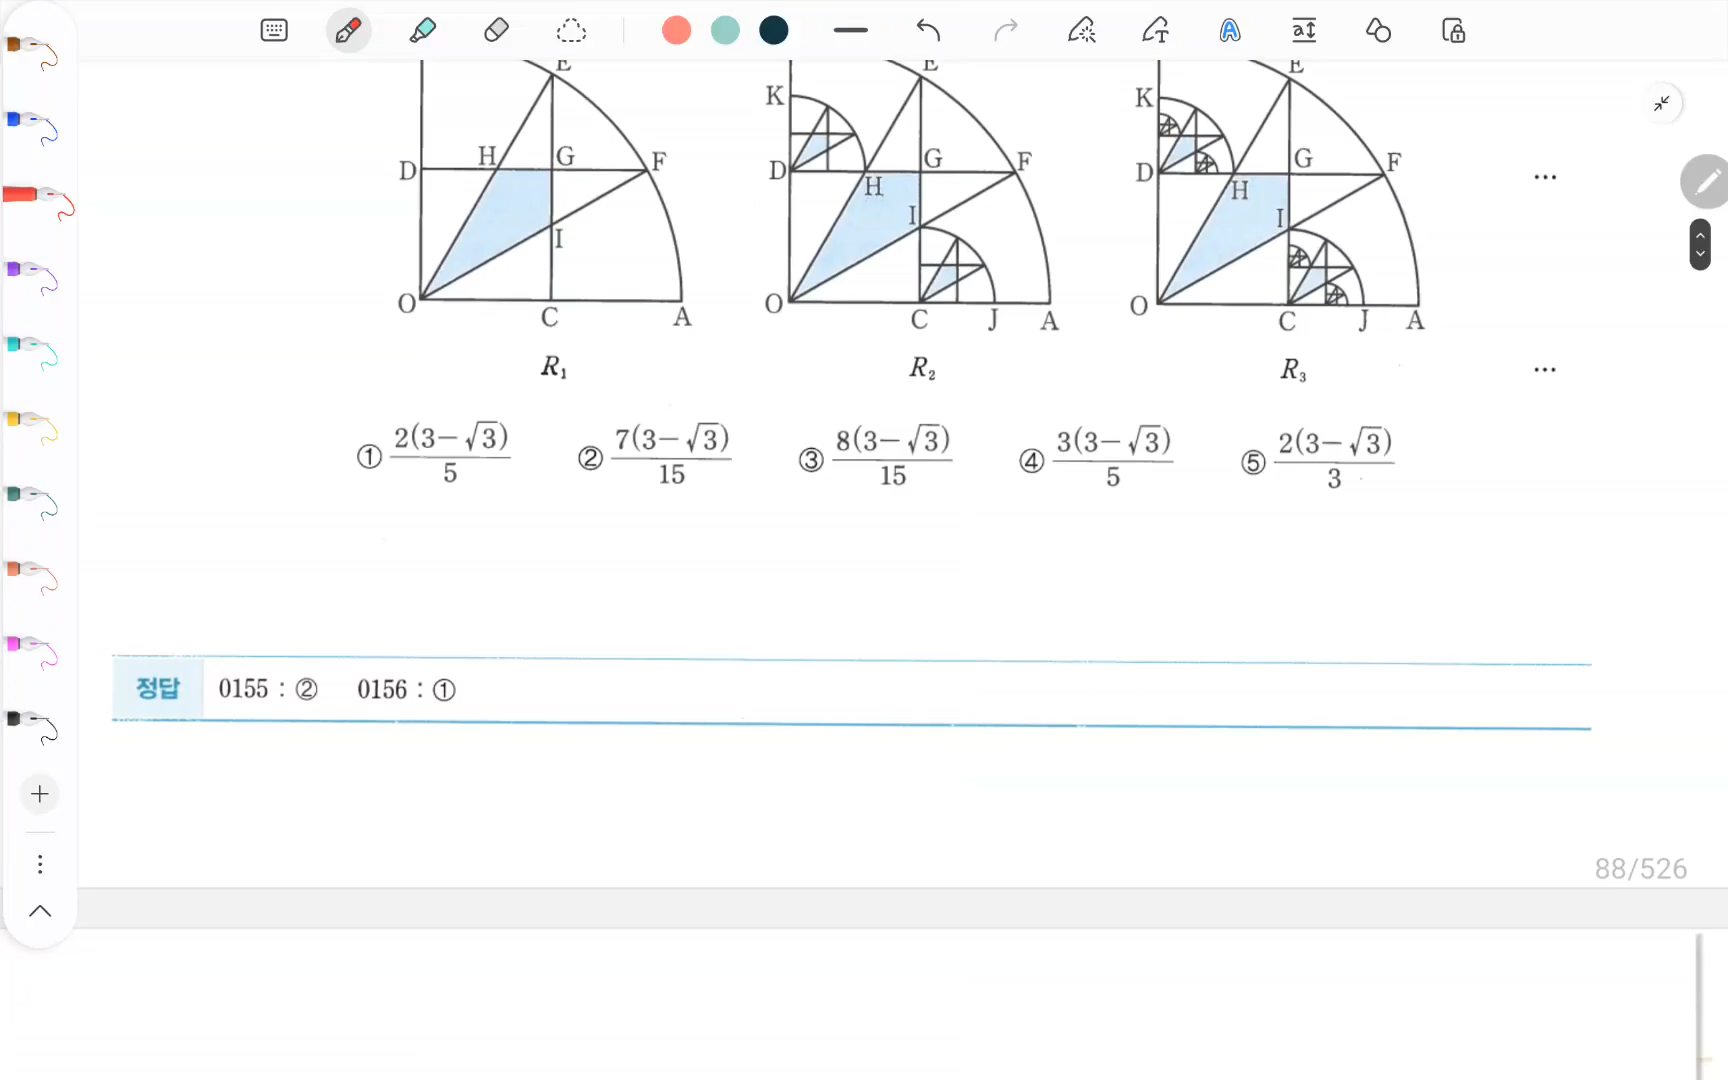 E E E
K K
D H G F D H G F D H G F ...
I I I
O C A O C J A O C J A
R₁ R₂ R₃ ...
① 2(3−√3)/5 ② 7(3−√3)/15 ③ 8(3−√3)/15 ④ 3(3−√3)/5 ⑤ 2(3−√3)/3
정답 0155 : ② 0156 : ①
88/526